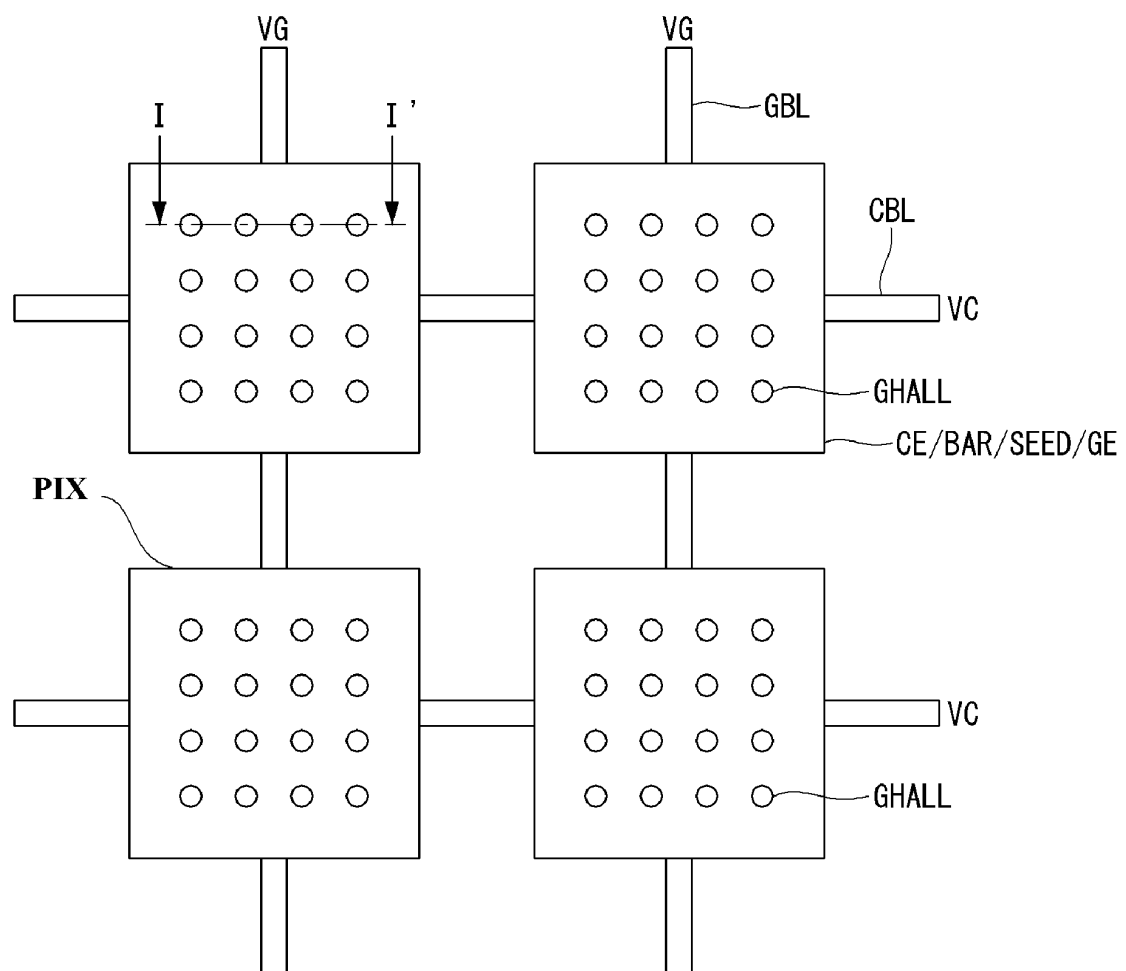 VG
VG
I
I'
GBL
CBL
VC
GHALL
CE/BAR/SEED/GE
PIX
VC
GHALL